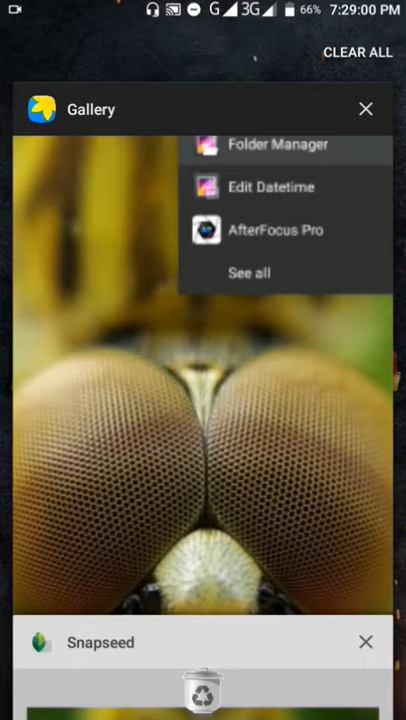 G 3G 66% 7:29:00 PM
CLEAR ALL
Gallery
Folder Manager
Edit Datetime
AfterFocus Pro
See all
Snapseed